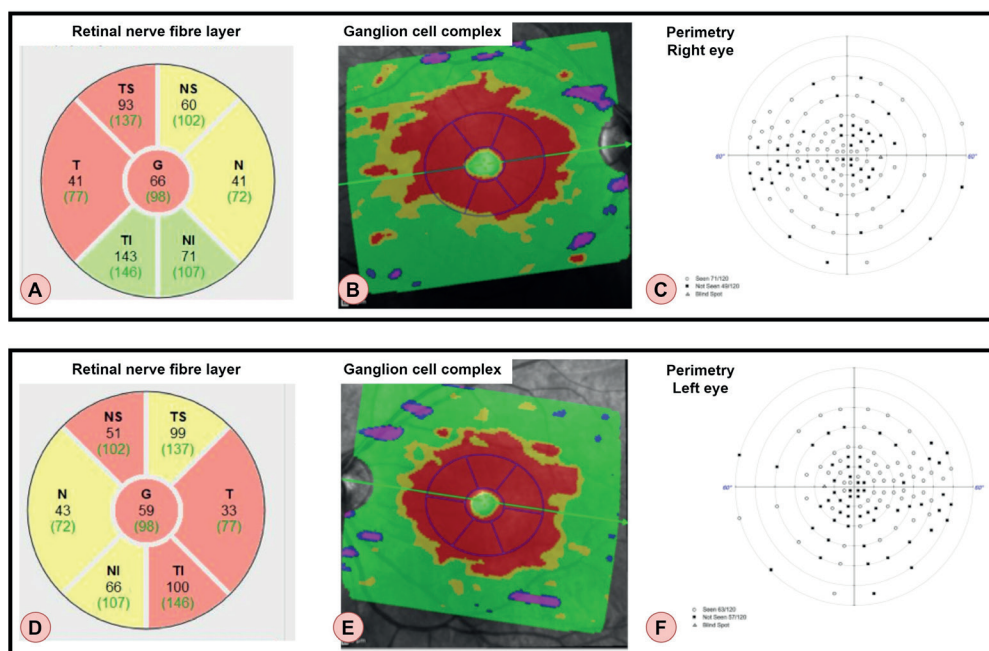 Retinal nerve fibre layer
TS
93
(137)
NS
60
(102)
T
41
(77)
G
66
(98)
N
41
(72)
TI
143
(146)
NI
71
(107)
A
Ganglion cell complex
B
Perimetry
Right eye
60°
60°
Seen 71/120
Not Seen 49/120
Blind Spot
C
Retinal nerve fibre layer
NS
51
(102)
TS
99
(137)
N
43
(72)
G
59
(98)
T
33
(77)
NI
66
(107)
TI
100
(146)
D
Ganglion cell complex
E
Perimetry
Left eye
60°
60°
Seen 63/120
Not Seen 57/120
Blind Spot
F